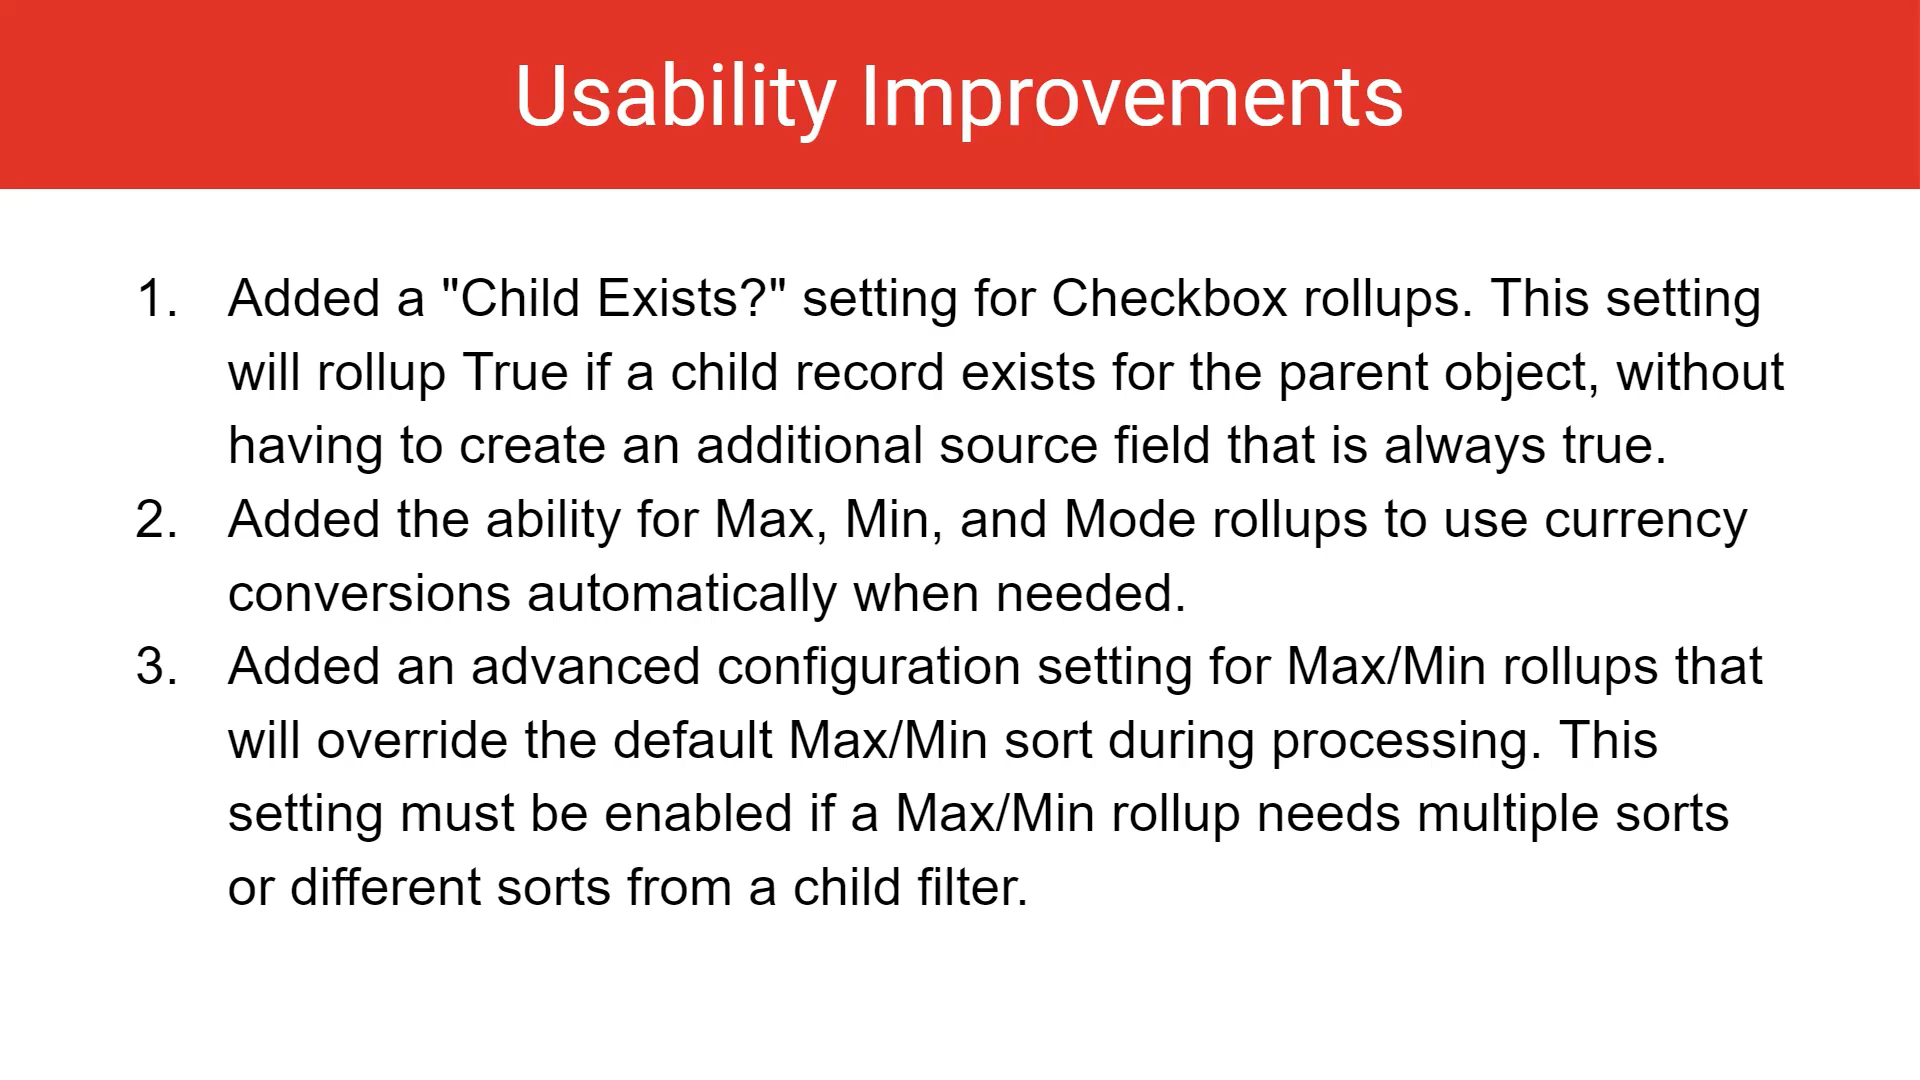 Usability Improvements
1. Added a "Child Exists?" setting for Checkbox rollups. This setting
will rollup True if a child record exists for the parent object, without
having to create an additional source field that is always true.
2. Added the ability for Max, Min, and Mode rollups to use currency
conversions automatically when needed.
3. Added an advanced configuration setting for Max/Min rollups that
will override the default Max/Min sort during processing. This
setting must be enabled if a Max/Min rollup needs multiple sorts
or different sorts from a child filter.